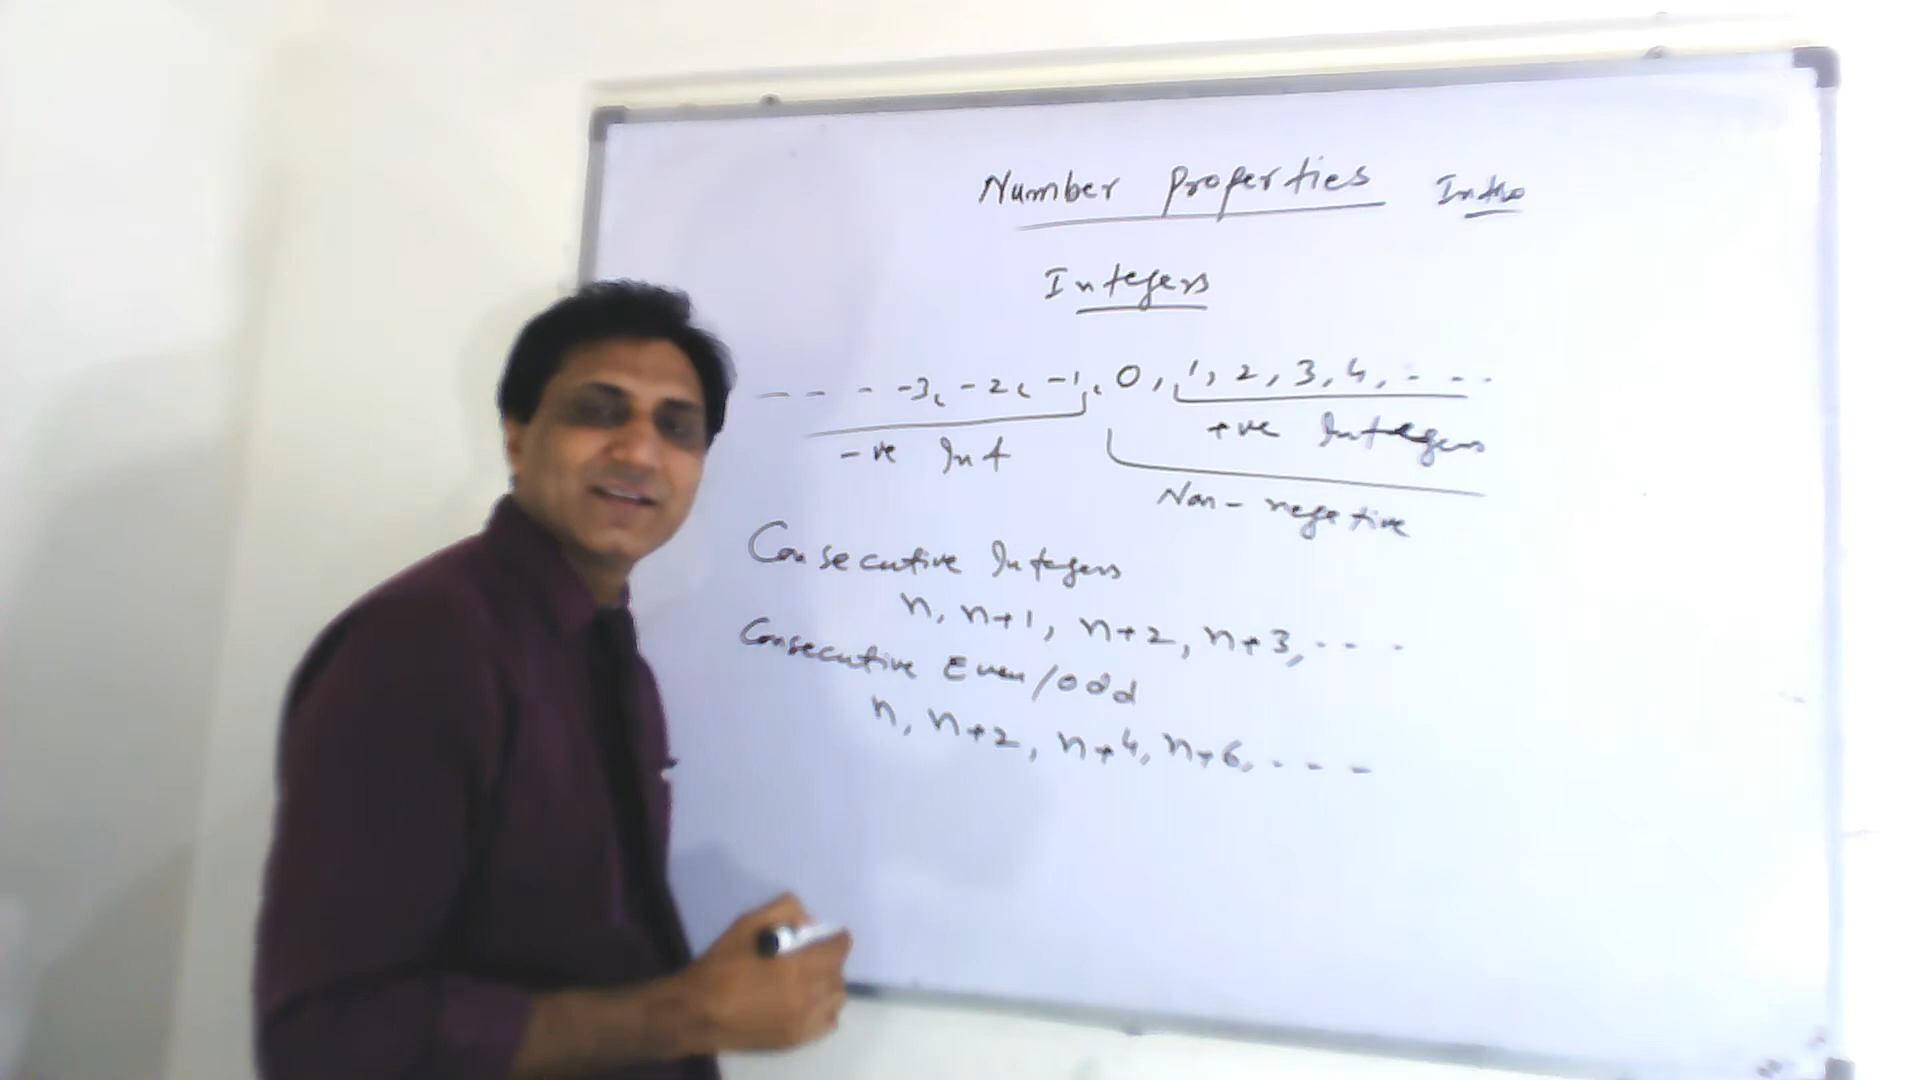 Number properties Intro
Integers
- - - -3, -2, -1, 0, 1, 2, 3, 4, - - -
-ve Int +ve Integers
Non-negative
Consecutive Integers
n, n+1, n+2, n+3, - - -
Consecutive Even/odd
n, n+2, n+4, n+6, - - -